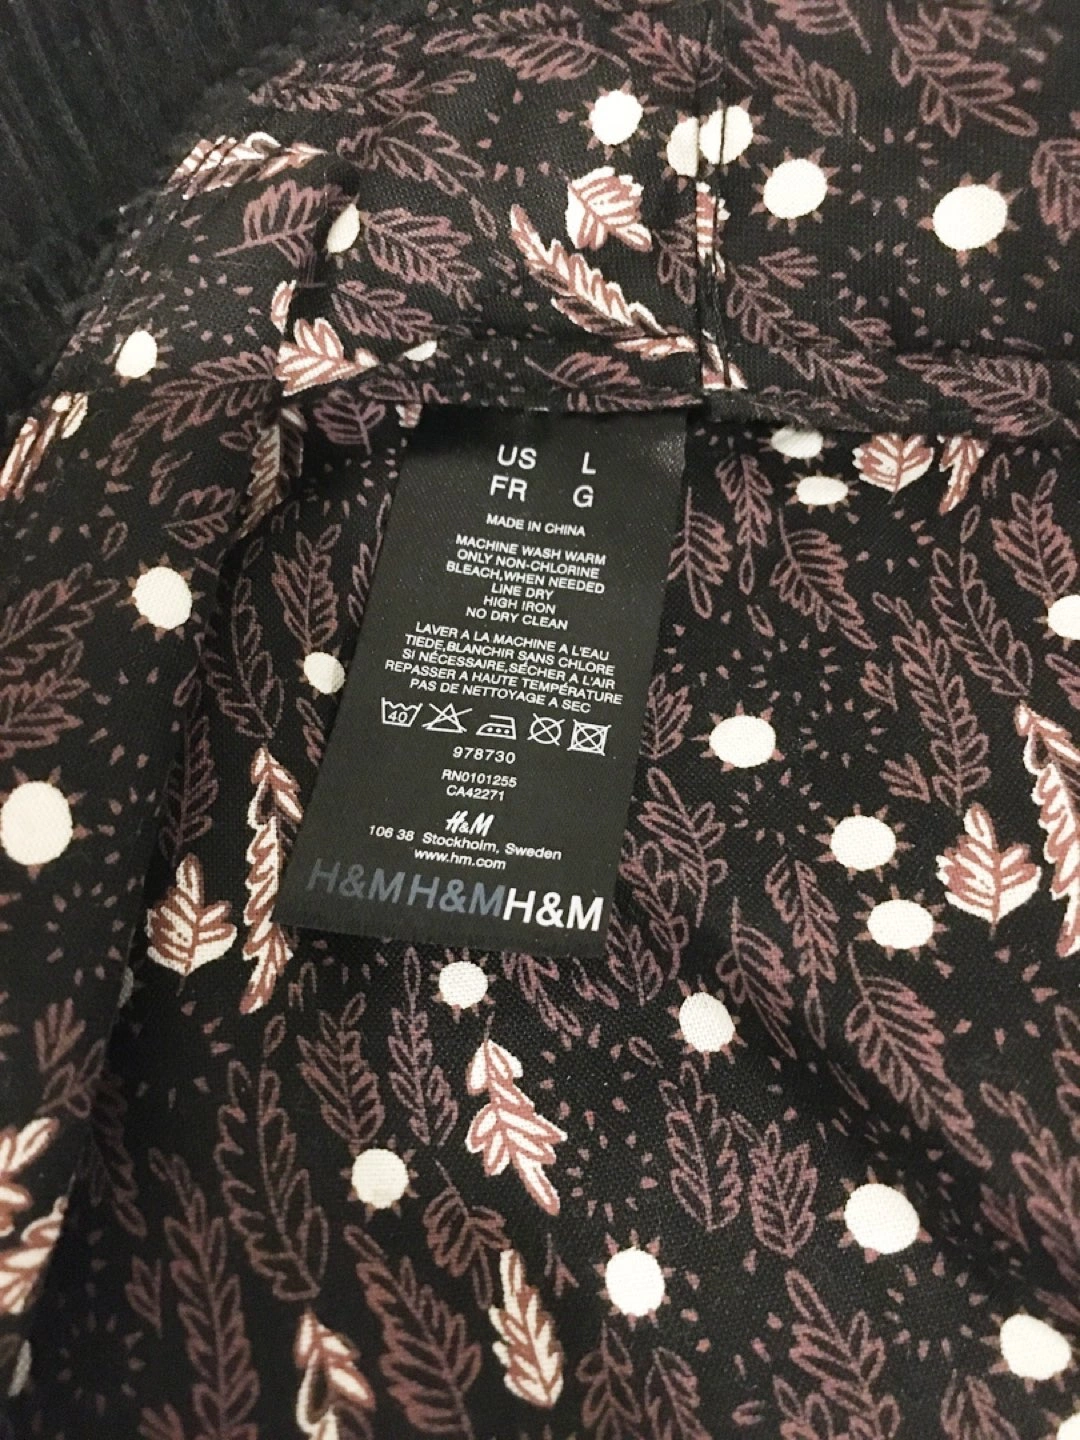 US L
FR G
MADE IN CHINA
MACHINE WASH WARM
ONLY NON-CHLORINE
BLEACH,WHEN NEEDED
LINE DRY
HIGH IRON
NO DRY CLEAN
LAVER A LA MACHINE A L'EAU
TIEDE,BLANCHIR SANS CHLORE
SI NÉCESSAIRE,SÉCHER A L'AIR
REPASSER A HAUTE TEMPÉRATURE
PAS DE NETTOYAGE A SEC
40
978730
RN0101255
CA42271
H&M
106 38 Stockholm, Sweden
www.hm.com
H&MH&MH&M